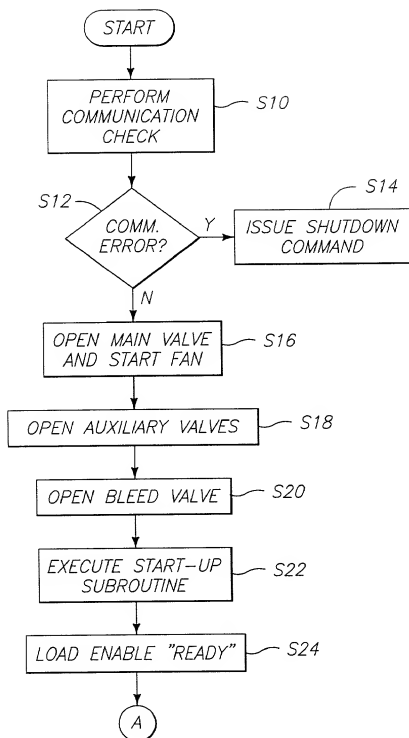 START
PERFORM
COMMUNICATION
CHECK
S10
S12
COMM.
ERROR?
Y
S14
ISSUE SHUTDOWN
COMMAND
N
OPEN MAIN VALVE
AND START FAN
S16
OPEN AUXILIARY VALVES
S18
OPEN BLEED VALVE
S20
EXECUTE START-UP
SUBROUTINE
S22
LOAD ENABLE "READY"
S24
A